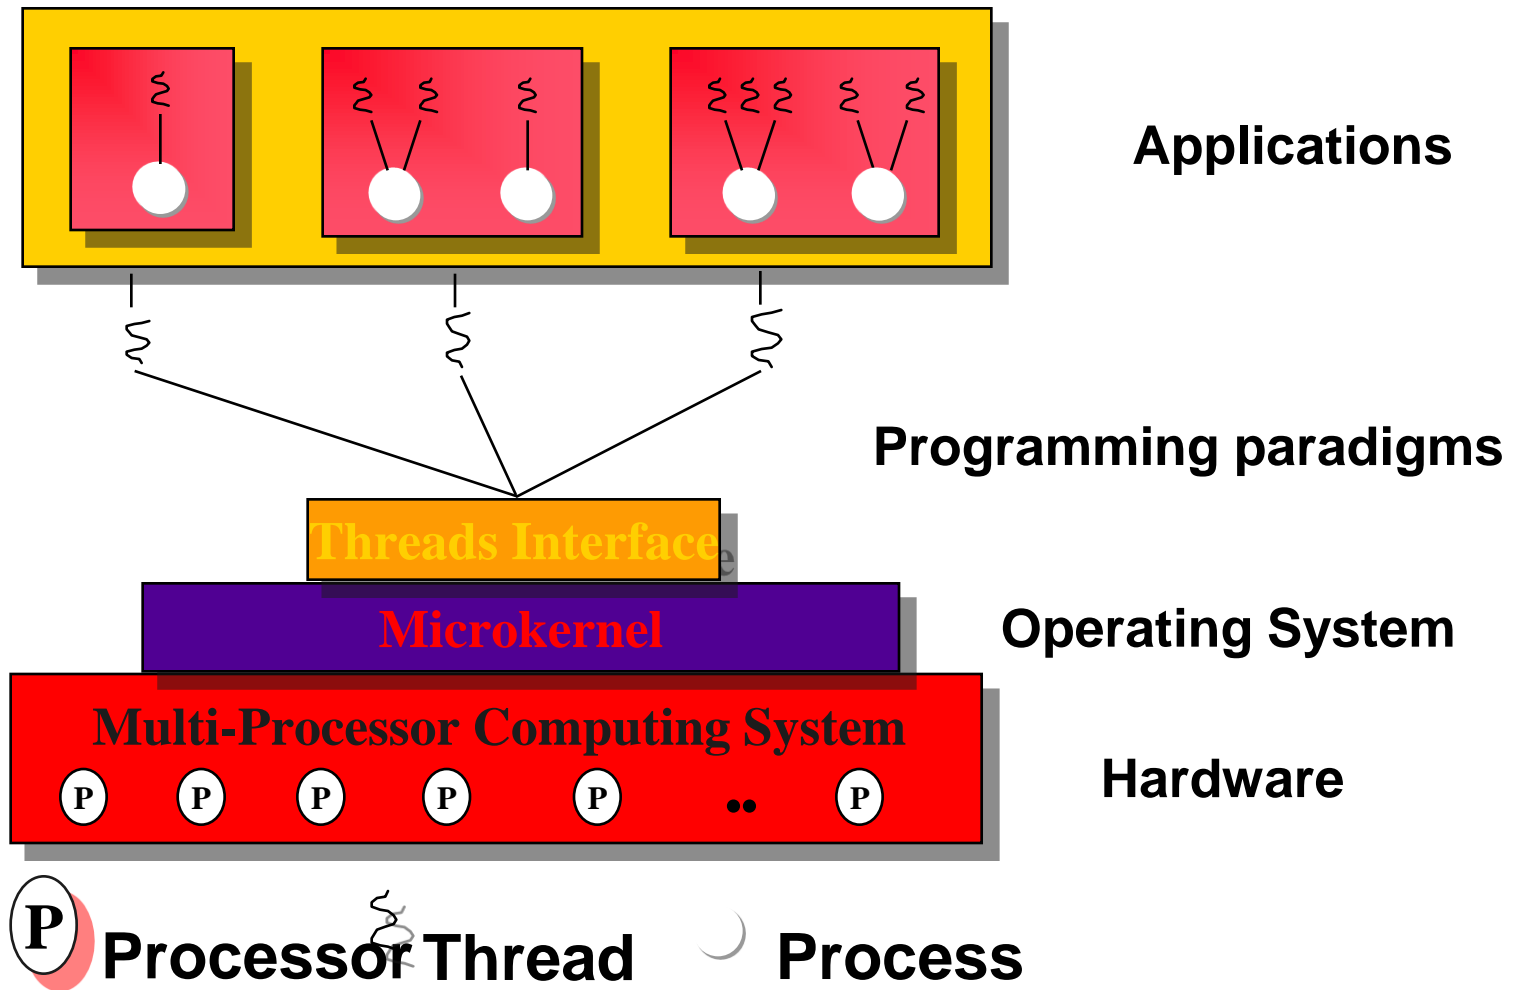 Applications
Programming paradigms
Threads Interface
Microkernel
Operating System
Multi-Processor Computing System
P P P P P •• P
Hardware
P Processor Thread Process